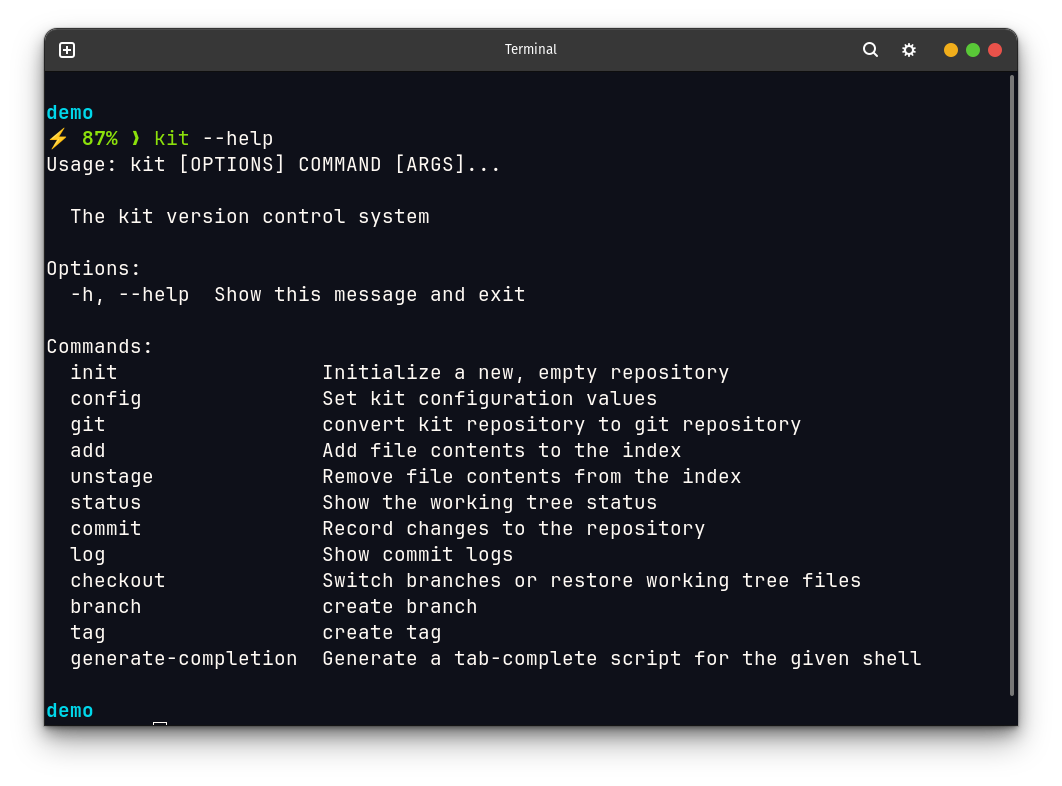 Terminal
demo
⚡ 87% ❯ kit --help
Usage: kit [OPTIONS] COMMAND [ARGS]...
The kit version control system
Options:
-h, --help  Show this message and exit
Commands:
init                 Initialize a new, empty repository
config               Set kit configuration values
git                  convert kit repository to git repository
add                  Add file contents to the index
unstage              Remove file contents from the index
status               Show the working tree status
commit               Record changes to the repository
log                  Show commit logs
checkout             Switch branches or restore working tree files
branch               create branch
tag                  create tag
generate-completion  Generate a tab-complete script for the given shell
demo